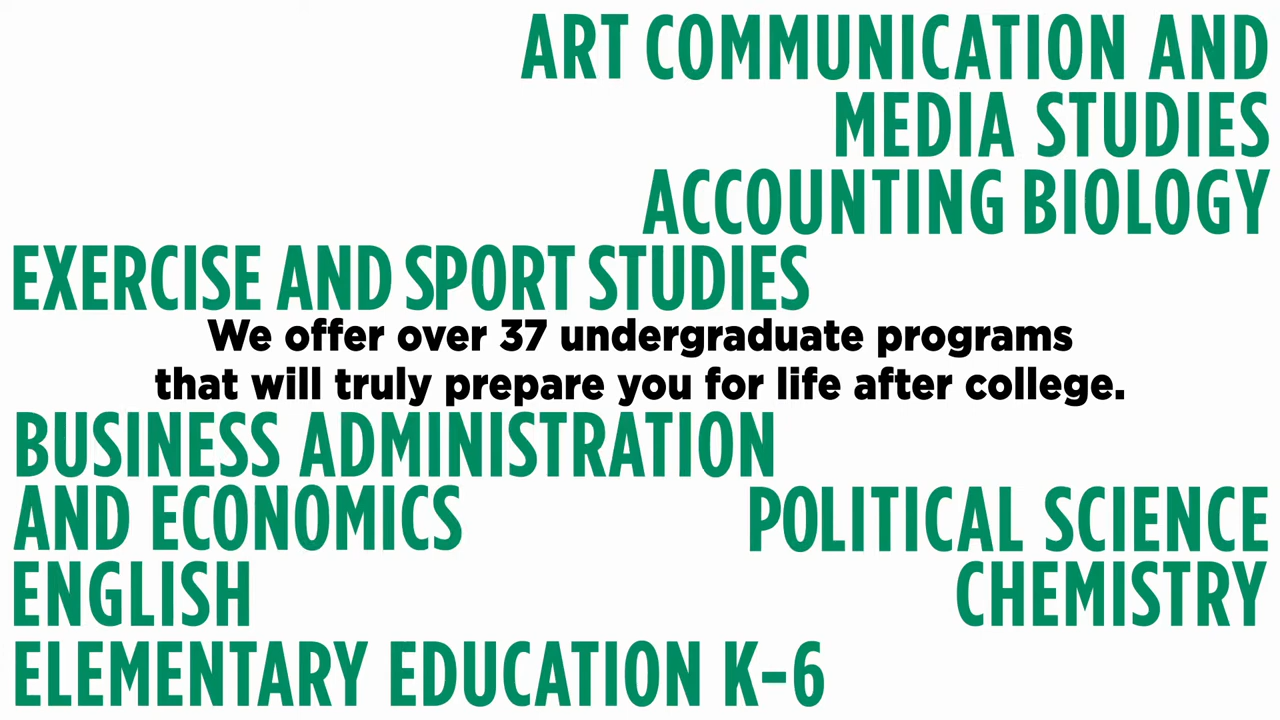 ART COMMUNICATION AND
MEDIA STUDIES
ACCOUNTING BIOLOGY
EXERCISE AND SPORT STUDIES
We offer over 37 undergraduate programs
that will truly prepare you for life after college.
BUSINESS ADMINISTRATION
AND ECONOMICS
POLITICAL SCIENCE
ENGLISH
CHEMISTRY
ELEMENTARY EDUCATION K-6